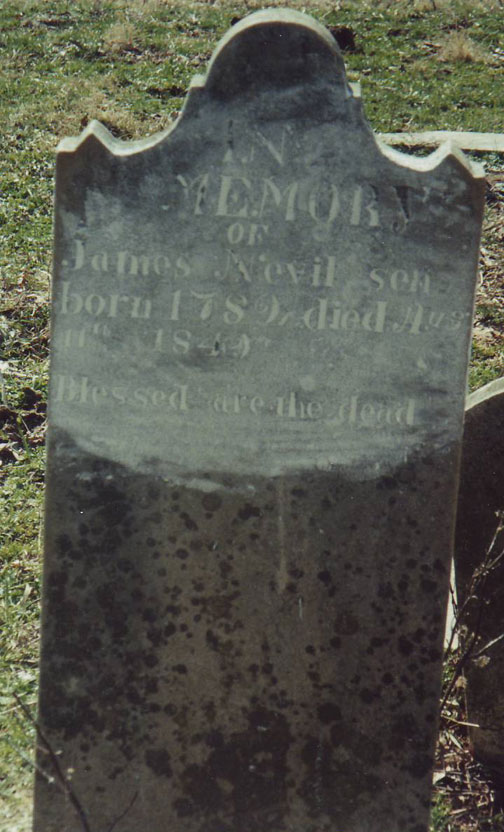 IN
MEMORY
OF
James Nevil sen
born 178 died Aug
11th 1849
Blessed are the dead